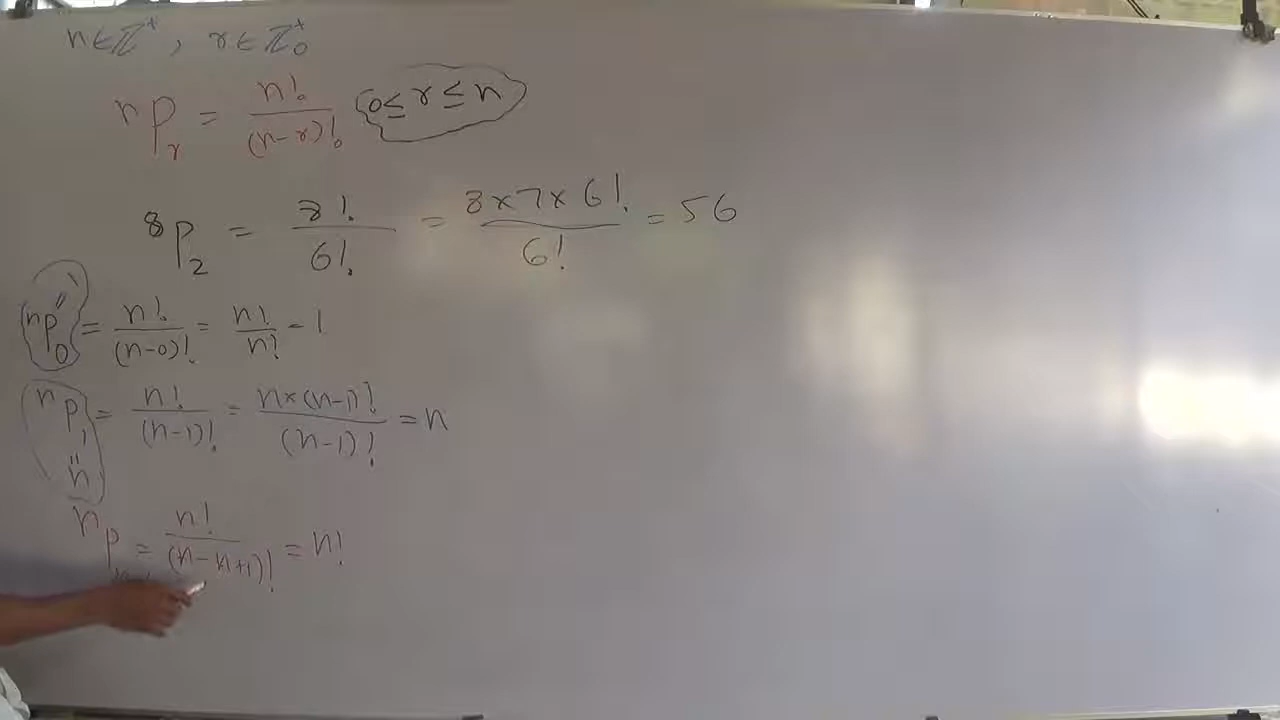 n∈ℤ⁺, r∈ℤ₀⁺
ⁿPᵣ = n!/(n-r)! (0≤r≤n)
⁸P₂ = 8!/6! = 8×7×6!/6! = 56
ⁿP₀ = n!/(n-0)! = n!/n! = 1
ⁿP₁ = n!/(n-1)! = n×(n-1)!/(n-1)! = n
n
ⁿP = n!/(n-n+1)! = n!